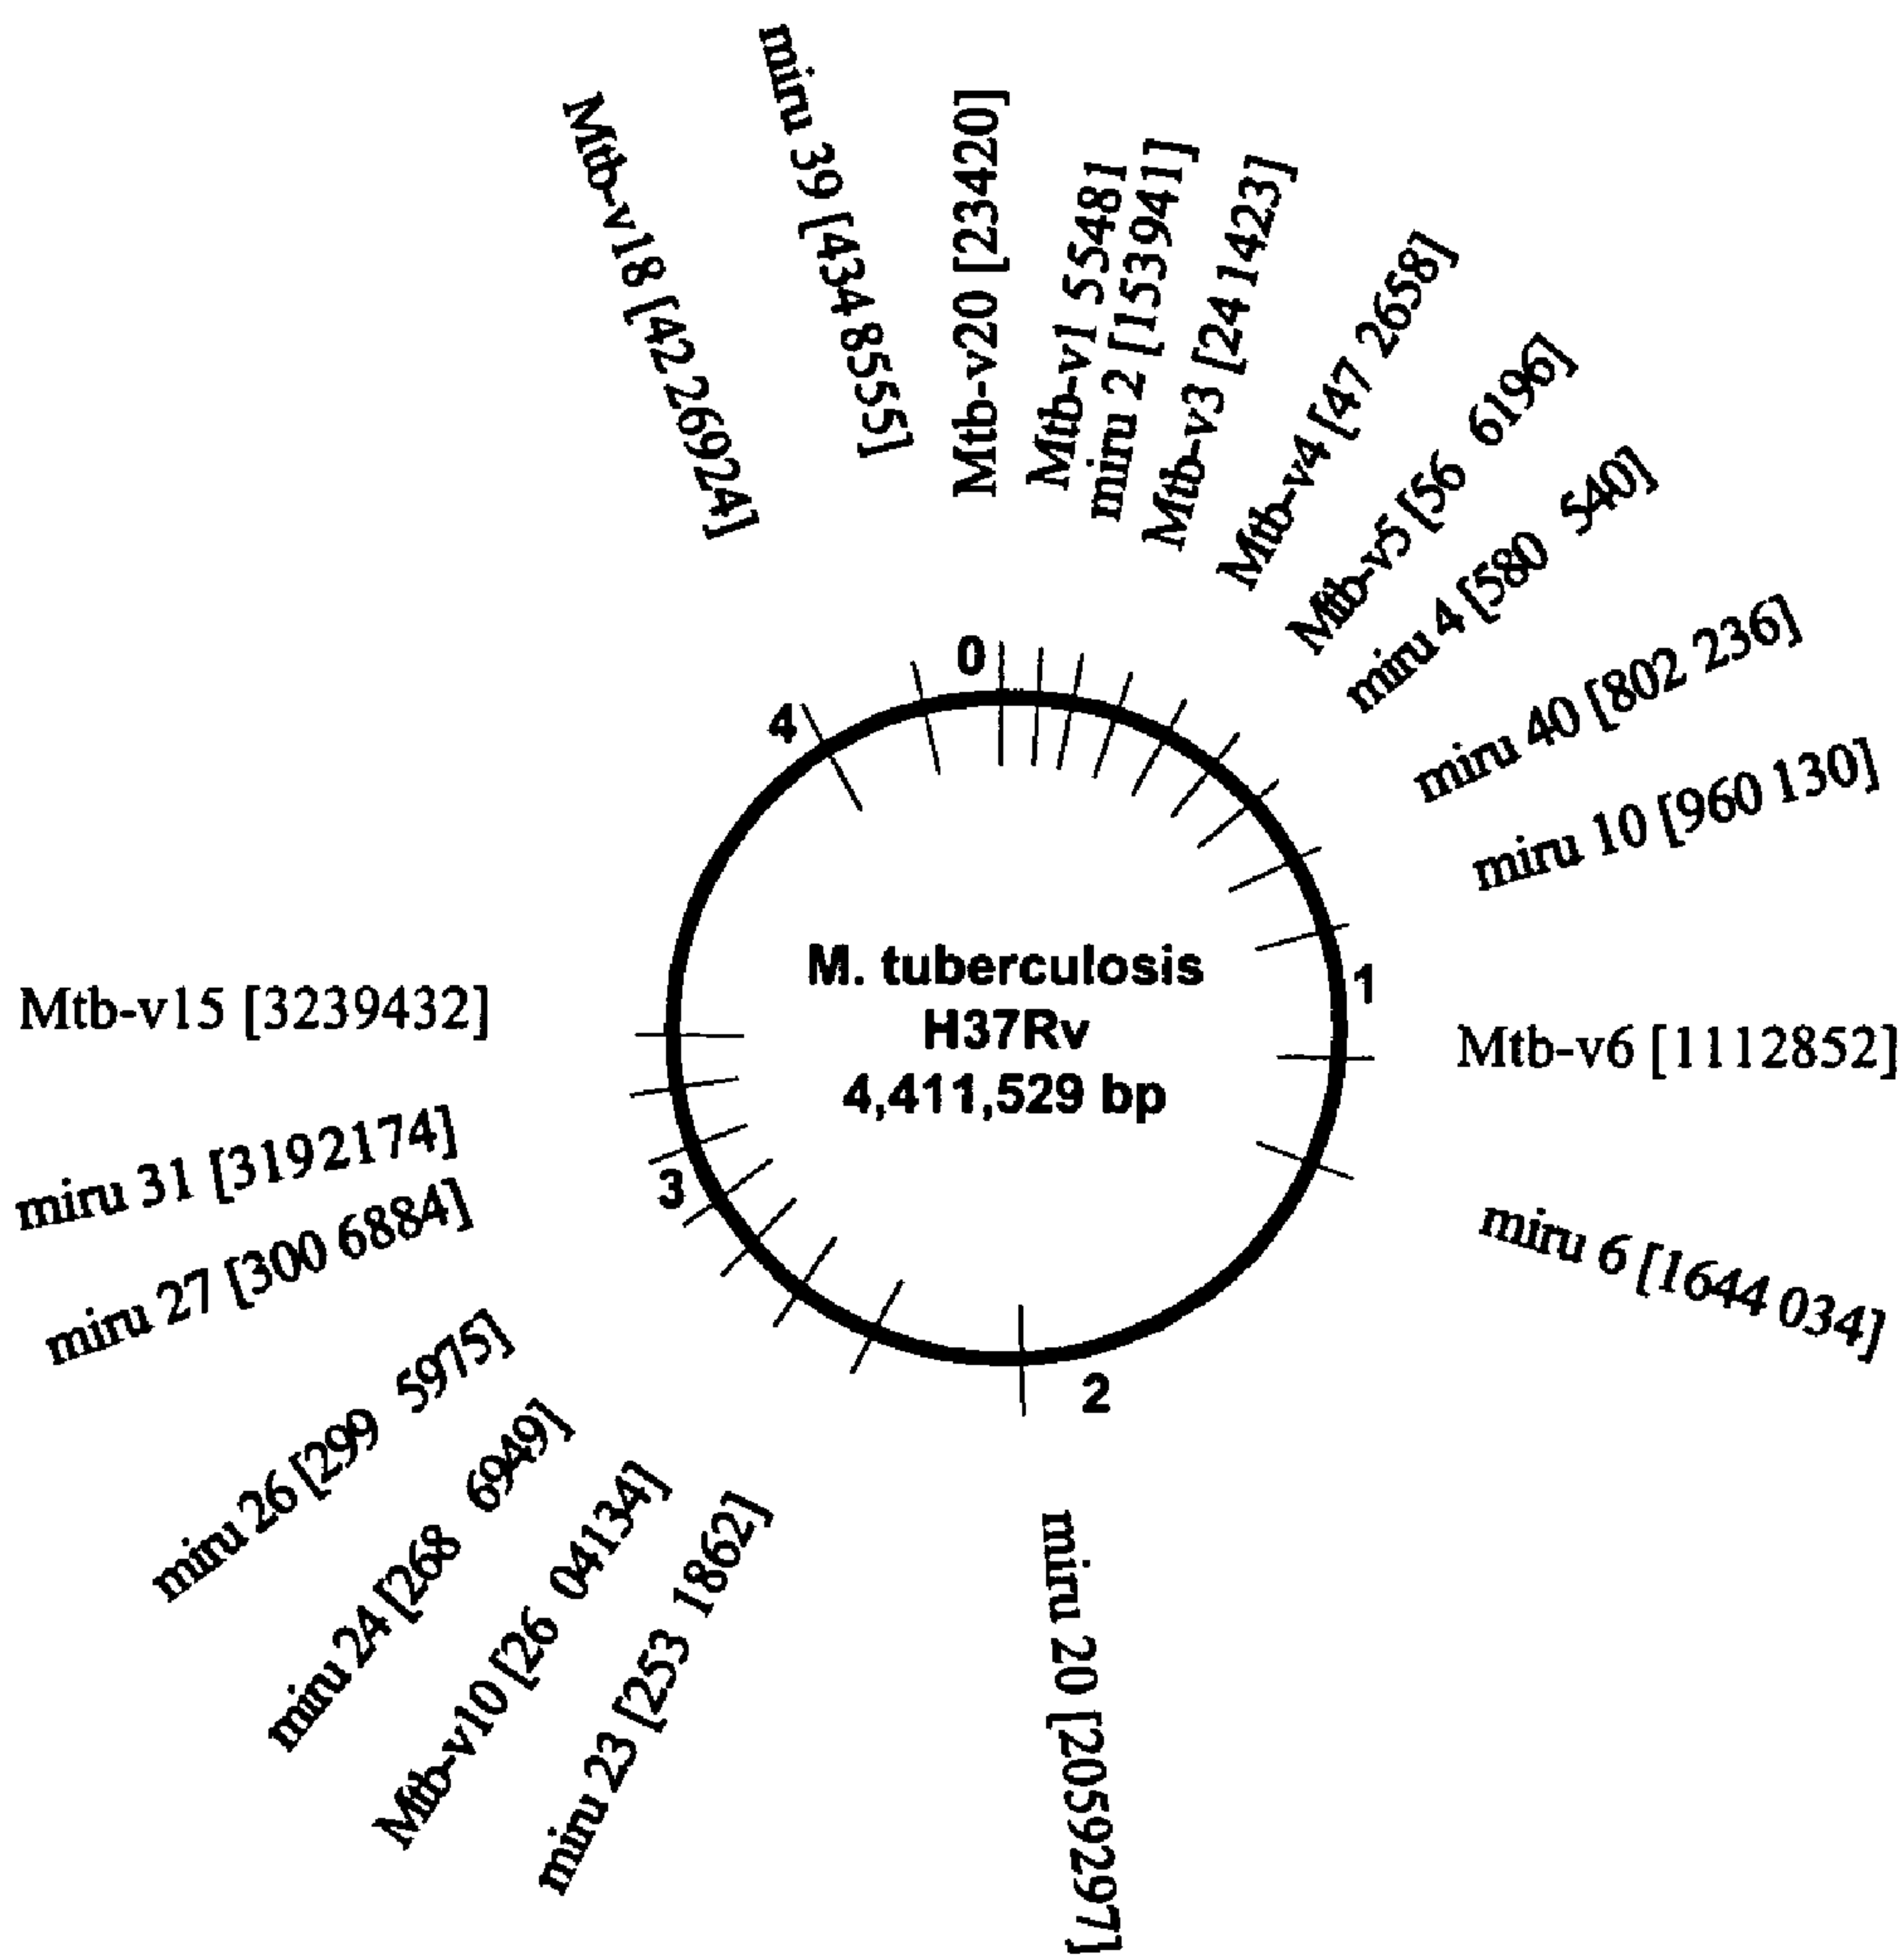 Mtb-v18 [42 26924]
miru 39 [434 8555]
Mtb-v20 [23420]
Mtb-v1 55481
miru 2 [153941]
Mtb-v3 [241423]
Mtb-v4 [47 2658]
Mtb-v5 [56 6196]
miru 4 [580 540]
miru 40 [802 236]
miru 10 [960 130]
Mtb-v6 [1112852]
miru 6 [1644 034]
miru 20 [2059297]
miru 23 [253 1862]
Mtb-v10 [26 04134]
miru 24 [268 6949]
miru 26 [299 5975]
miru 27 [300 6884]
miru 31 [3192174]
Mtb-v15 [3239432]
0
1
2
3
4
M. tuberculosis
H37Rv
4,411,529 bp